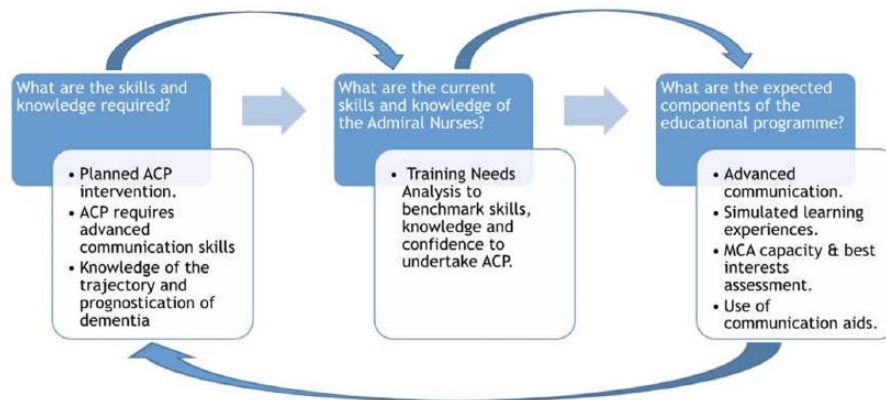 What are the skills and
knowledge required?
• Planned ACP
intervention.
• ACP requires
advanced
communication skills
• Knowledge of the
trajectory and
prognostication of
dementia
What are the current
skills and knowledge of
the Admiral Nurses?
• Training Needs
Analysis to
benchmark skills,
knowledge and
confidence to
undertake ACP.
What are the expected
components of the
educational programme?
• Advanced
communication.
• Simulated learning
experiences.
• MCA capacity & best
interests
assessment.
• Use of
communication aids.